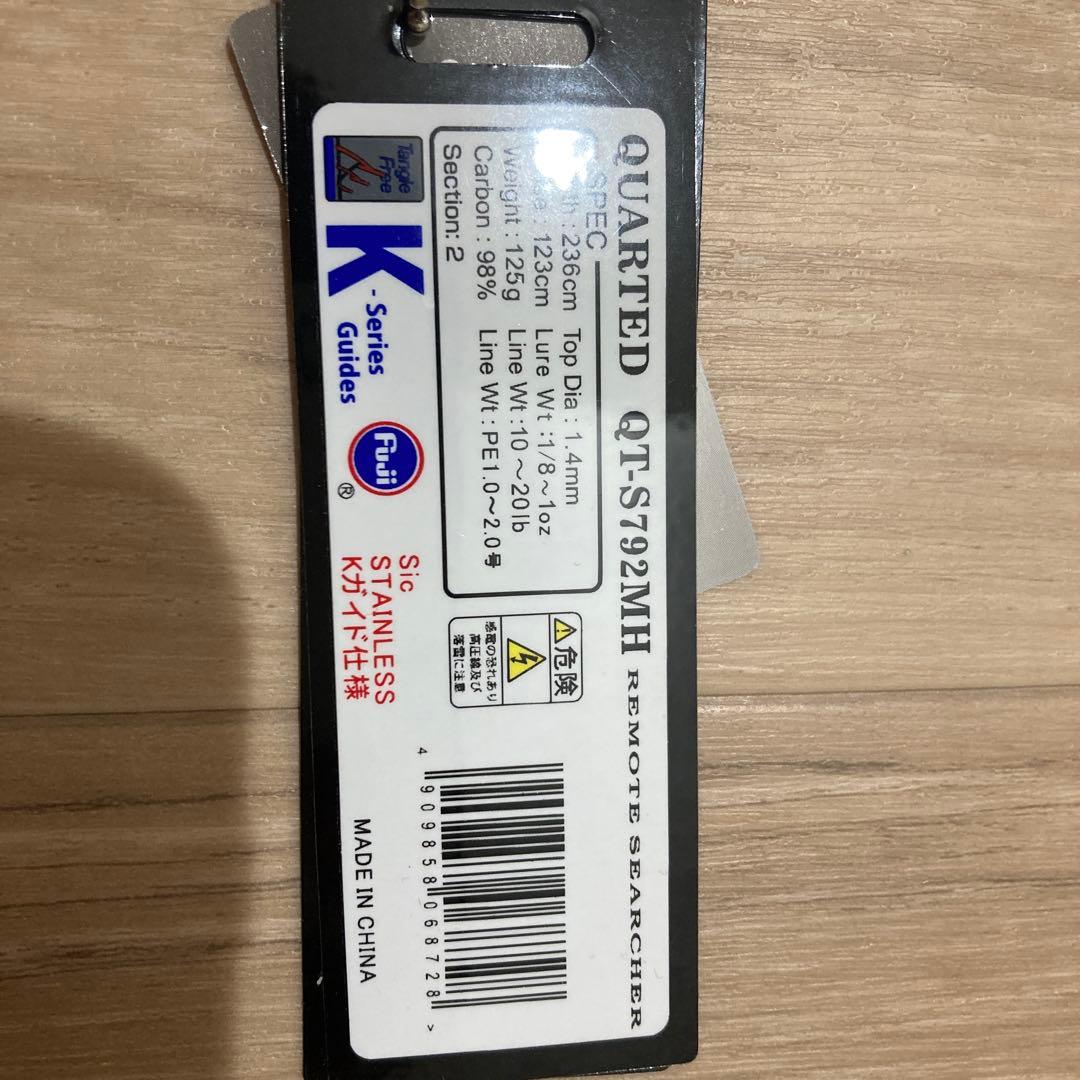 QUARTED QT-S792MH REMOTE SEARCHER
SPEC
236cm Top Dia : 1.4mm
123cm Lure Wt : 1/8～1oz
Weight : 125g Line Wt : 10～20lb
Carbon : 98% Line Wt : PE1.0～2.0号
Section: 2
危険
感電の恐れあり
高圧線及び
落雷に注意
Tangle
Free
K
-Series
Guides
Fuji
®
Sic
STAINLESS
Kガイド仕様
4 909858 068728 >
MADE IN CHINA